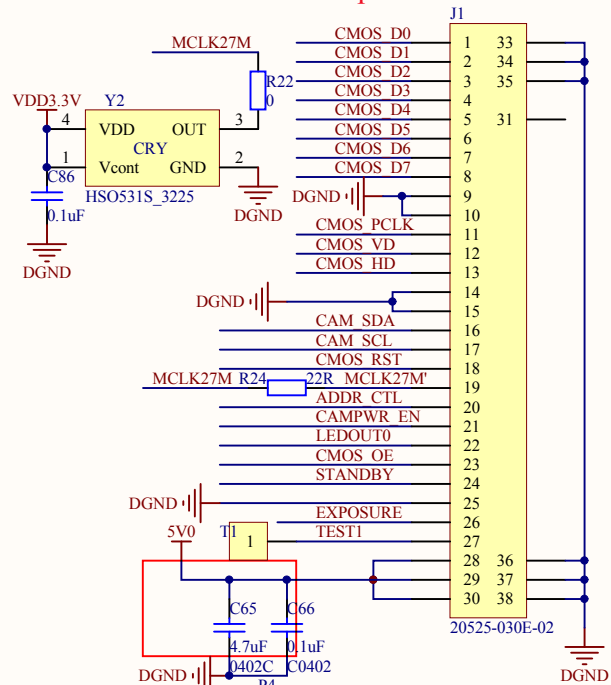 J1
MCLK27M
R22
0
VDD3.3V
Y2
4 VDD OUT 3
CRY
1 Vcont GND 2
C86
HSO531S_3225
0.1uF
DGND
DGND
CMOS_D0 1 33
CMOS_D1 2 34
CMOS_D2 3 35
CMOS_D3 4
CMOS_D4 5 31
CMOS_D5 6
CMOS_D6 7
CMOS_D7 8
DGND 9
10
CMOS_PCLK 11
CMOS_VD 12
CMOS_HD 13
14
DGND 15
CAM_SDA 16
CAM_SCL 17
CMOS_RST 18
MCLK27M R24 22R MCLK27M' 19
ADDR_CTL 20
CAMPWR_EN 21
LEDOUT0 22
CMOS_OE 23
STANDBY 24
DGND 25
EXPOSURE 26
5V0 T1 1 TEST1 27
28 36
29 37
30 38
C65 C66
20525-030E-02
4.7uF 0.1uF
0402C C0402
DGND
DGND